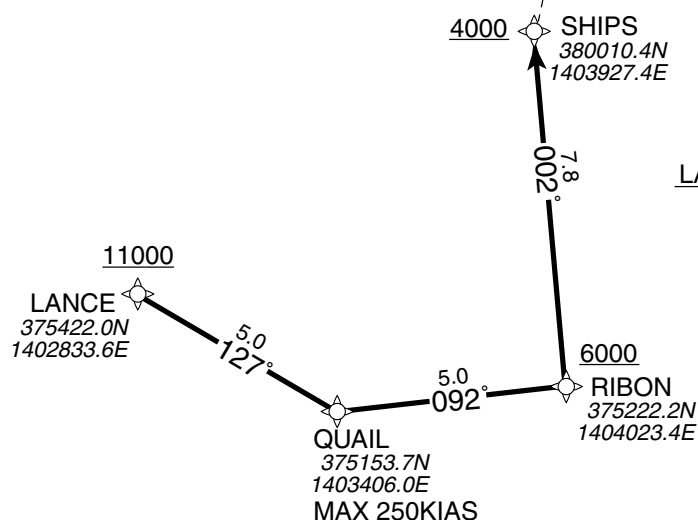 4000
SHIPS
380010.4N
1403927.4E
7.8
002°
LA
11000
LANCE
375422.0N
1402833.6E
5.0
127°
5.0
092°
6000
RIBON
375222.2N
1404023.4E
QUAIL
375153.7N
1403406.0E
MAX 250KIAS